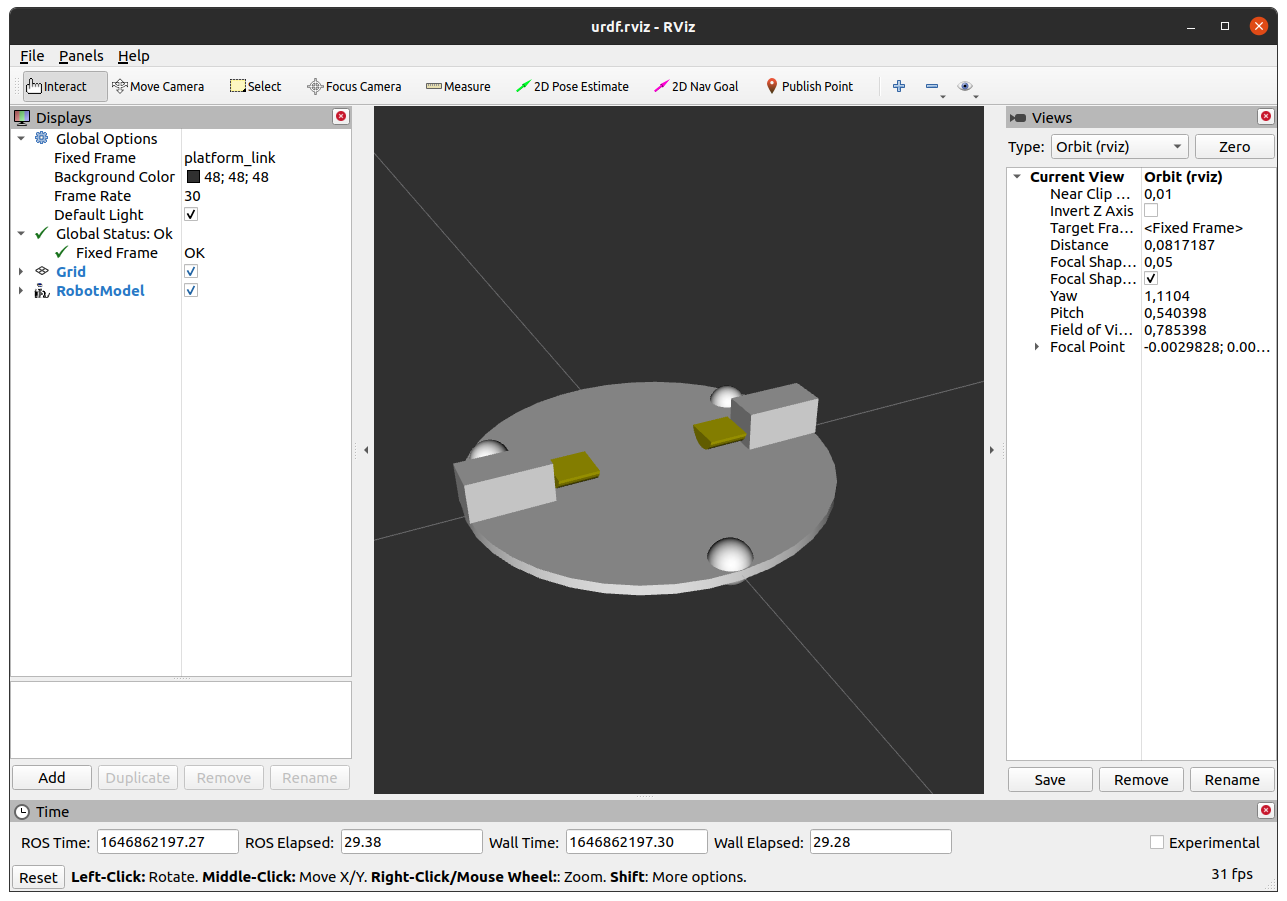 urdf.rviz - RViz
File Panels Help
Interact Move Camera Select Focus Camera Measure 2D Pose Estimate 2D Nav Goal Publish Point
Displays
Global Options
Fixed Frame platform_link
Background Color 48; 48; 48
Frame Rate 30
Default Light
Global Status: Ok
Fixed Frame OK
Grid
RobotModel
Add Duplicate Remove Rename
Views
Type: Orbit (rviz) Zero
Current View Orbit (rviz)
Near Clip ... 0,01
Invert Z Axis
Target Fra... <Fixed Frame>
Distance 0,0817187
Focal Shap... 0,05
Focal Shap...
Yaw 1,1104
Pitch 0,540398
Field of Vi... 0,785398
Focal Point -0.0029828; 0.00...
Save Remove Rename
Time
ROS Time: 1646862197.27 ROS Elapsed: 29.38 Wall Time: 1646862197.30 Wall Elapsed: 29.28 Experimental
Reset Left-Click: Rotate. Middle-Click: Move X/Y. Right-Click/Mouse Wheel:: Zoom. Shift: More options. 31 fps